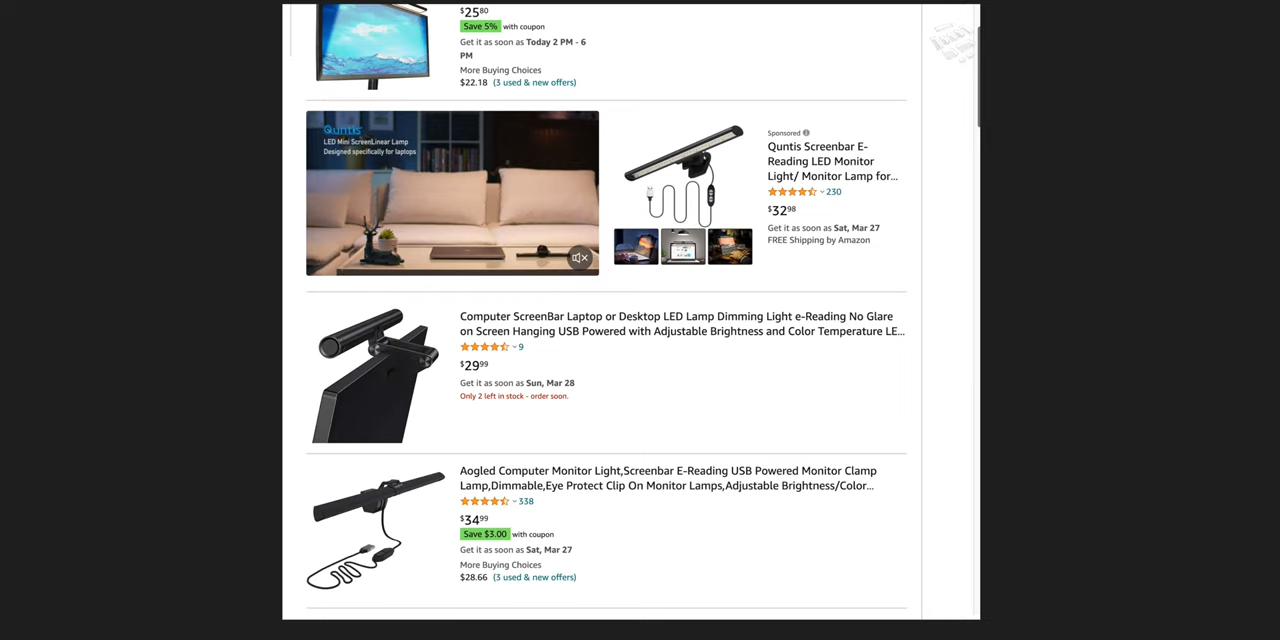 $25.80
Save 5% with coupon
Get it as soon as Today 2 PM - 6
PM
More Buying Choices
$22.18 (3 used & new offers)
Quntis
LED Mini ScreenLinear Lamp
Designed specifically for laptops
Sponsored
Quntis Screenbar E-
Reading LED Monitor
Light/ Monitor Lamp for...
230
$32.98
Get it as soon as Sat, Mar 27
FREE Shipping by Amazon
Computer ScreenBar Laptop or Desktop LED Lamp Dimming Light e-Reading No Glare
on Screen Hanging USB Powered with Adjustable Brightness and Color Temperature LE...
9
$29.99
Get it as soon as Sun, Mar 28
Only 2 left in stock - order soon.
Aogled Computer Monitor Light,Screenbar E-Reading USB Powered Monitor Clamp
Lamp,Dimmable,Eye Protect Clip On Monitor Lamps,Adjustable Brightness/Color...
338
$34.99
Save $3.00 with coupon
Get it as soon as Sat, Mar 27
More Buying Choices
$28.66 (3 used & new offers)